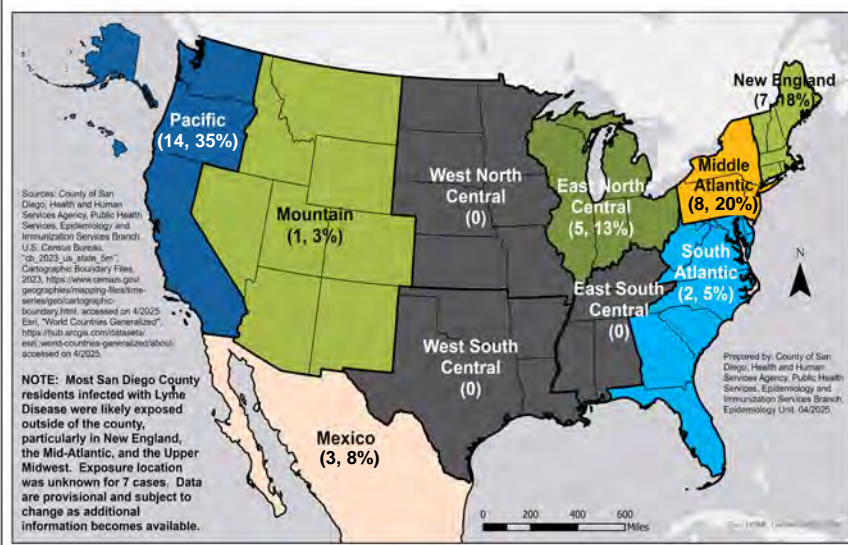 New England
(7, 18%)
Pacific
(14, 35%)
Middle
Atlantic
(8, 20%)
West North
Central
(0)
East North
Central
(5, 13%)
Mountain
(1, 3%)
South
Atlantic
(2, 5%)
East South
Central
(0)
West South
Central
(0)
Mexico
(3, 8%)
Sources: County of San
Diego, Health and Human
Services Agency, Public Health
Services, Epidemiology and
Immunization Services Branch.
U.S. Census Bureau,
"cb_2023_us_state_5m",
Cartographic Boundary Files,
2023, https://www.census.gov/
geographies/mapping-files/time-
series/geo/cartographic-
boundary.html, accessed on 4/2025.
Esri, "World Countries Generalized",
https://hub.arcgis.com/datasets/
esri::world-countries-generalized/about,
accessed on 4/2025.
NOTE: Most San Diego County
residents infected with Lyme
Disease were likely exposed
outside of the county,
particularly in New England,
the Mid-Atlantic, and the Upper
Midwest. Exposure location
was unknown for 7 cases. Data
are provisional and subject to
change as additional
information becomes available.
N
Prepared by: County of San
Diego, Health and Human
Services Agency, Public Health
Services, Epidemiology and
Immunization Services Branch,
Epidemiology Unit. 04/2025.
0 200 400 600
Miles